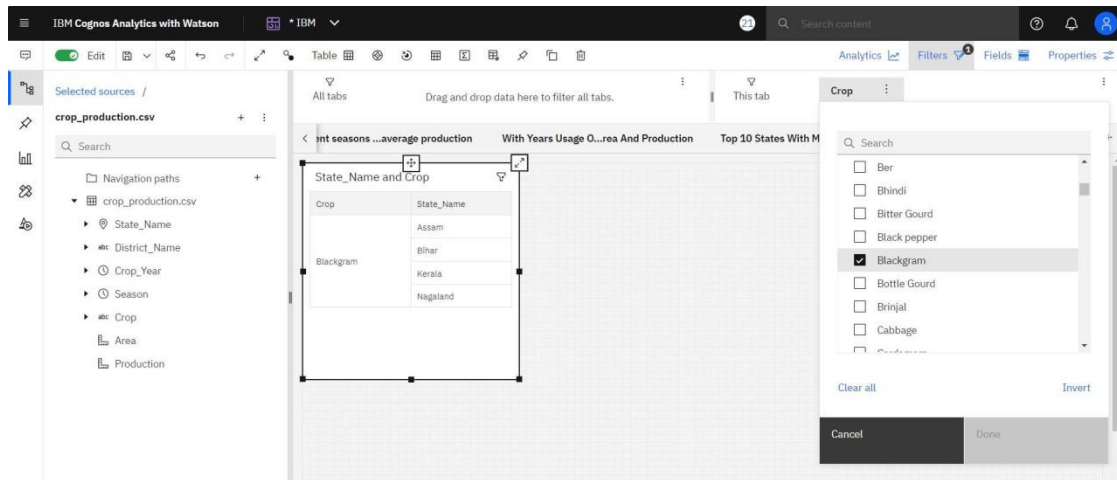 IBM Cognos Analytics with Watson
* IBM
21
Search content
Edit
Table
Analytics
Filters
1
Fields
Properties
Selected sources /
crop_production.csv
Search
Navigation paths
crop_production.csv
State_Name
abc District_Name
Crop_Year
Season
abc Crop
Area
Production
All tabs
Drag and drop data here to filter all tabs.
This tab
ent seasons ...average production
With Years Usage O...rea And Production
Top 10 States With M
State_Name and Crop
Crop State_Name
Blackgram
Assam
Bihar
Kerala
Nagaland
Crop
Search
Ber
Bhindi
Bitter Gourd
Black pepper
Blackgram
Bottle Gourd
Brinjal
Cabbage
Clear all
Invert
Cancel
Done